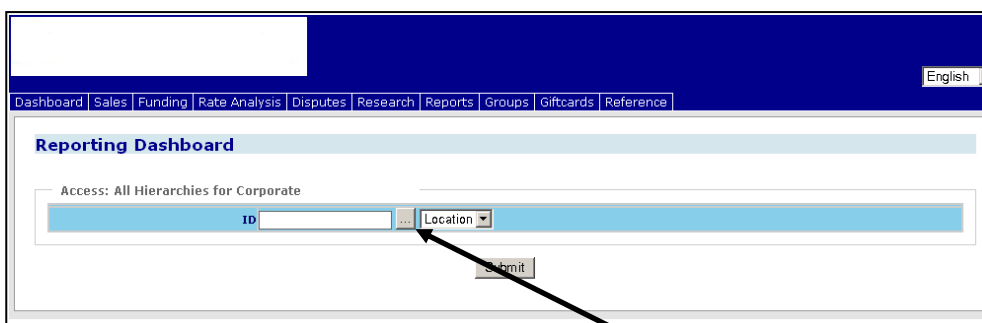 English
Dashboard Sales Funding Rate Analysis Disputes Research Reports Groups Giftcards Reference
Reporting Dashboard
Access: All Hierarchies for Corporate
ID ... Location
Submit